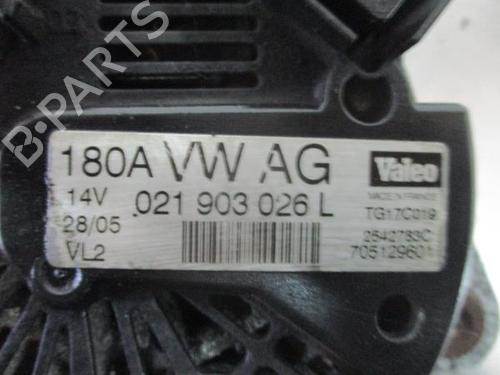 B-PARTS
180A VW AG
Valeo
14V 021 903 026 L
MADE IN FRANCE
TG17C019
28/05
2542783C
VL2
705129601